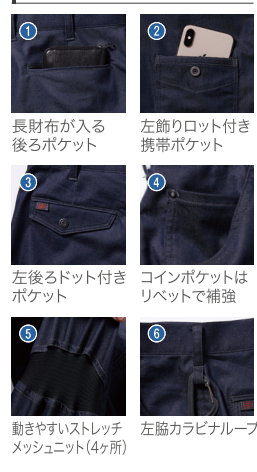 1
長財布が入る
後ろポケット
2
左飾りロット付き
携帯ポケット
3
左後ろドット付き
ポケット
4
コインポケットは
リベットで補強
5
動きやすいストレッチ
メッシュニット(4ヶ所)
6
左脇カラビナループ